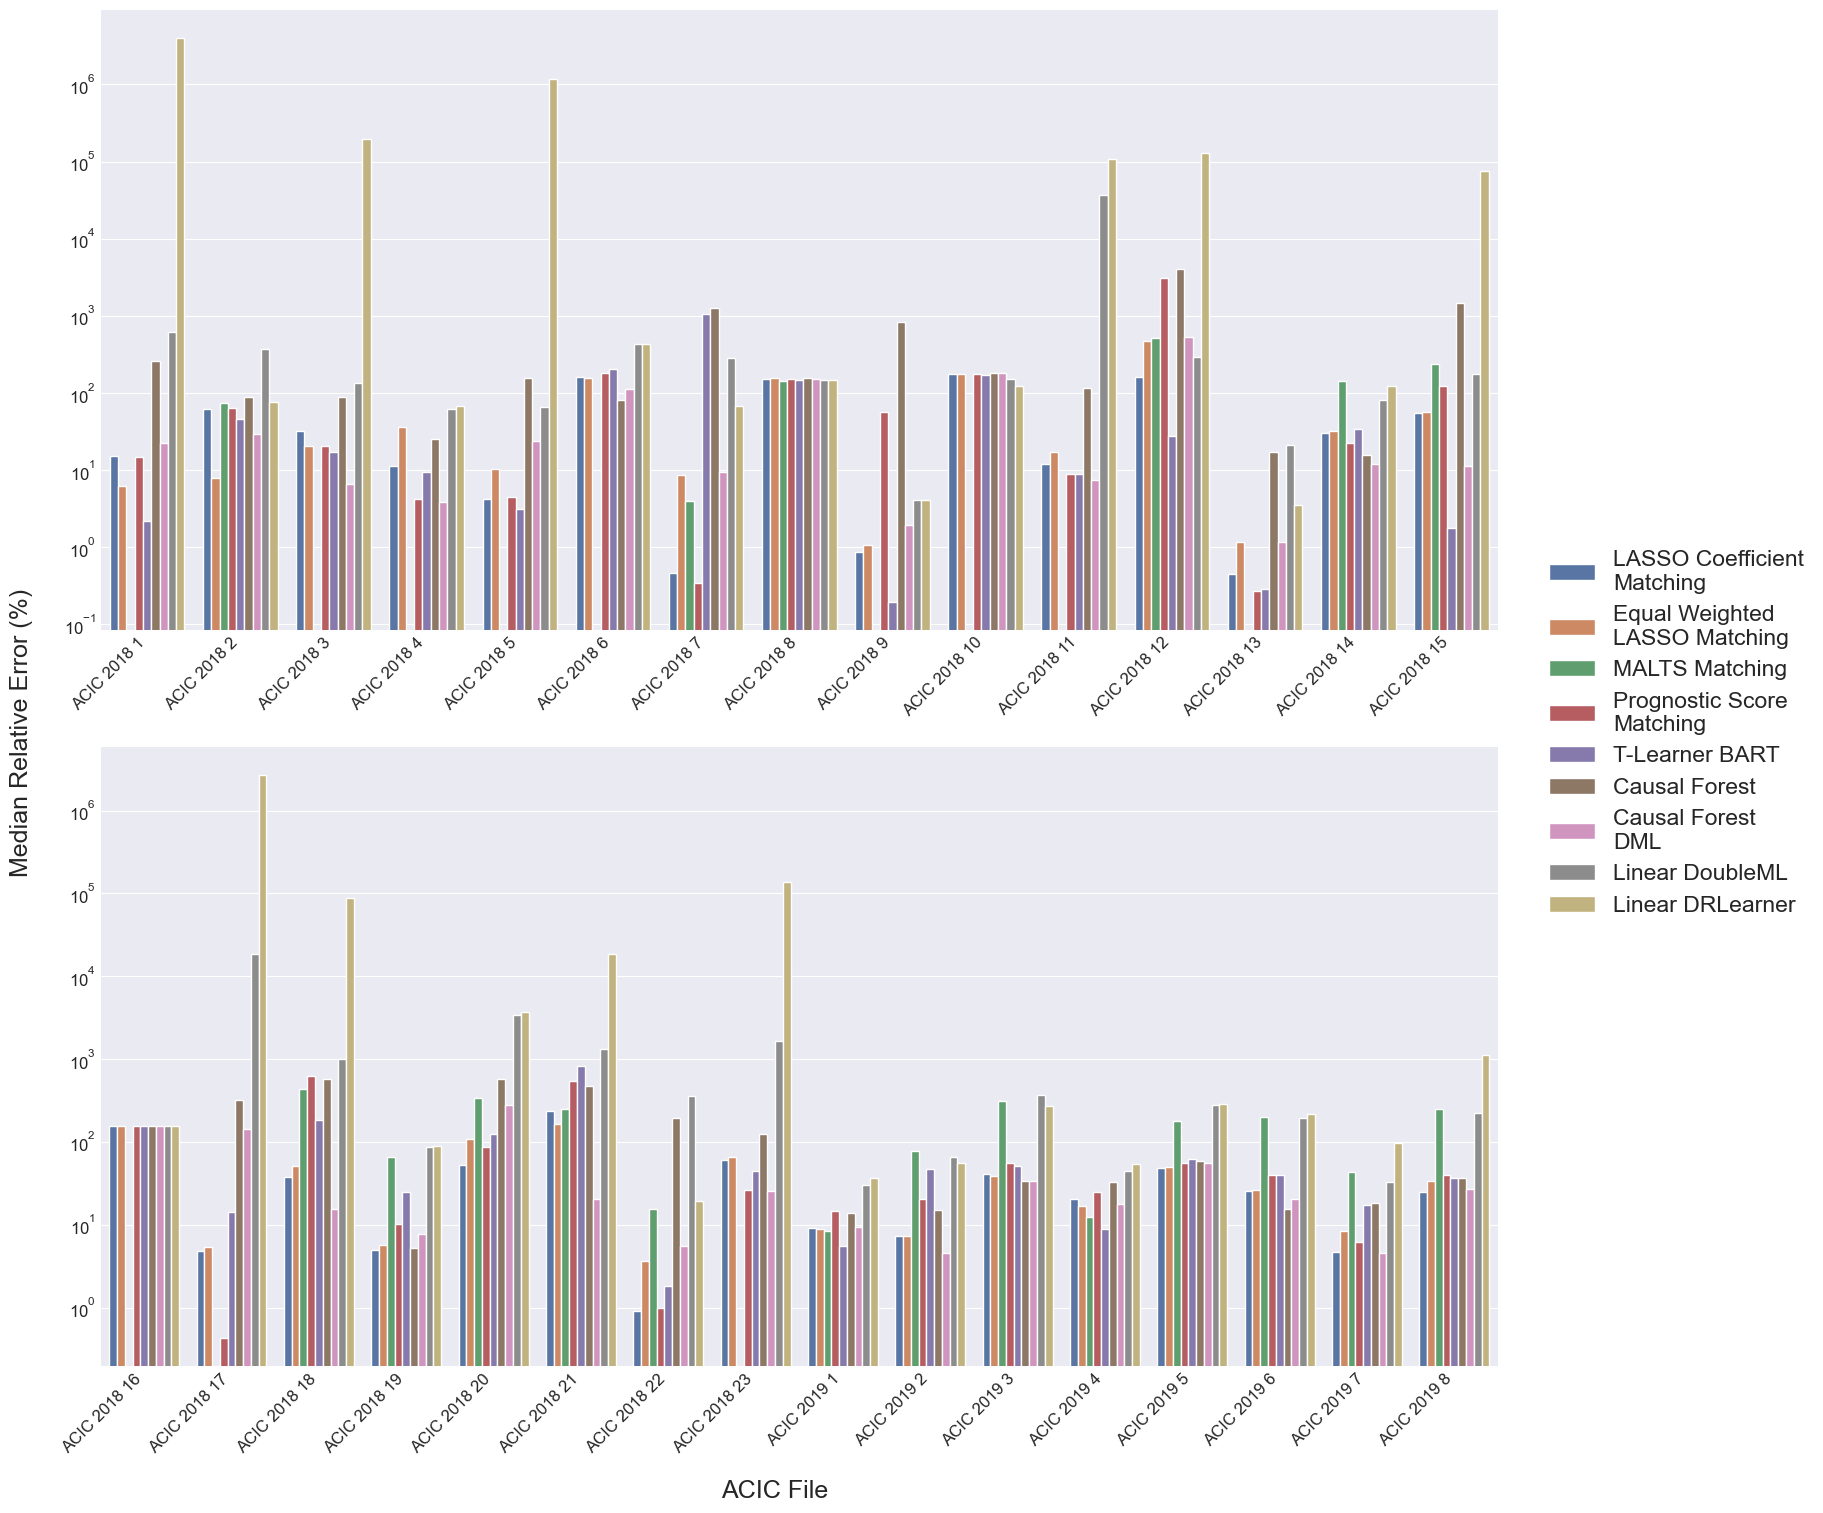 10^6
10^5
10^4
10^3
10^2
10^1
10^0
10^−1
ACIC 2018 1
ACIC 2018 2
ACIC 2018 3
ACIC 2018 4
ACIC 2018 5
ACIC 2018 6
ACIC 2018 7
ACIC 2018 8
ACIC 2018 9
ACIC 2018 10
ACIC 2018 11
ACIC 2018 12
ACIC 2018 13
ACIC 2018 14
ACIC 2018 15
Median Relative Error (%)
10^6
10^5
10^4
10^3
10^2
10^1
10^0
ACIC 2018 16
ACIC 2018 17
ACIC 2018 18
ACIC 2018 19
ACIC 2018 20
ACIC 2018 21
ACIC 2018 22
ACIC 2018 23
ACIC 2019 1
ACIC 2019 2
ACIC 2019 3
ACIC 2019 4
ACIC 2019 5
ACIC 2019 6
ACIC 2019 7
ACIC 2019 8
ACIC File
LASSO Coefficient
Matching
Equal Weighted
LASSO Matching
MALTS Matching
Prognostic Score
Matching
T-Learner BART
Causal Forest
Causal Forest
DML
Linear DoubleML
Linear DRLearner